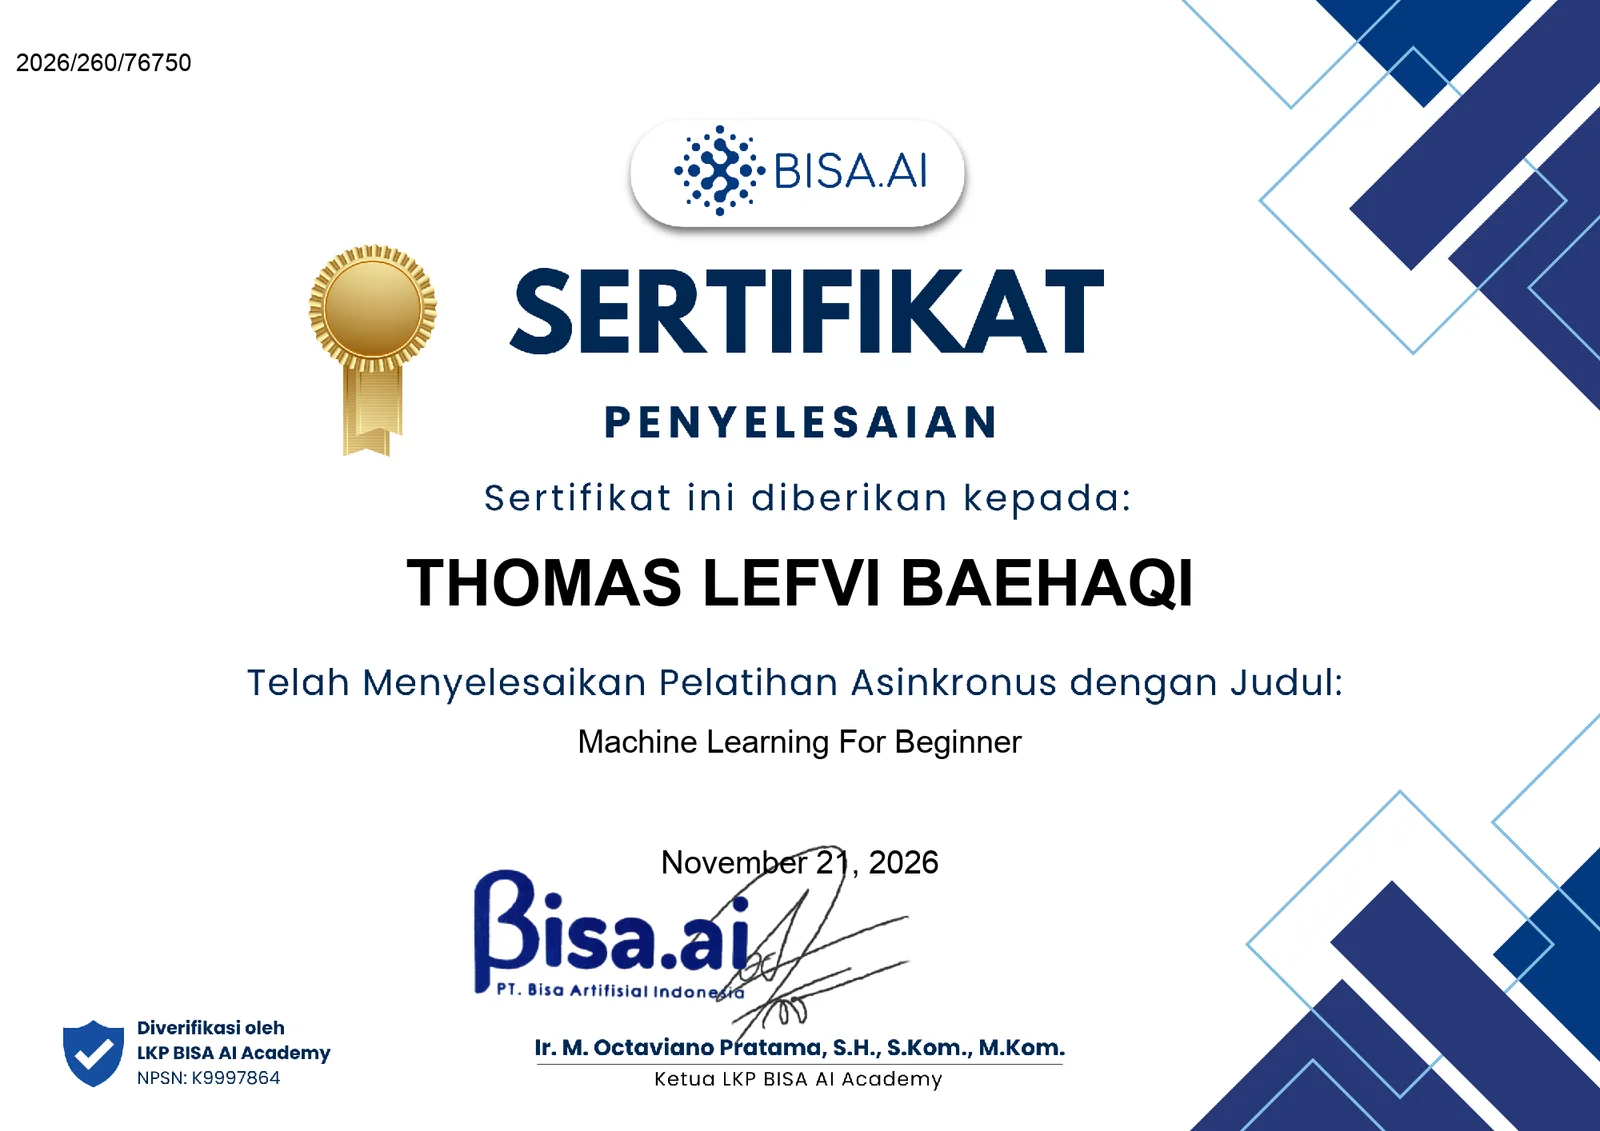 2026/260/76750
BISA.AI
SERTIFIKAT
PENYELESAIAN
Sertifikat ini diberikan kepada:
THOMAS LEFVI BAEHAQI
Telah Menyelesaikan Pelatihan Asinkronus dengan Judul:
Machine Learning For Beginner
November 21, 2026
Bisa.ai
PT. Bisa Artifisial Indonesia
Diverifikasi oleh
LKP BISA AI Academy
NPSN: K9997864
Ir. M. Octaviano Pratama, S.H., S.Kom., M.Kom.
Ketua LKP BISA AI Academy